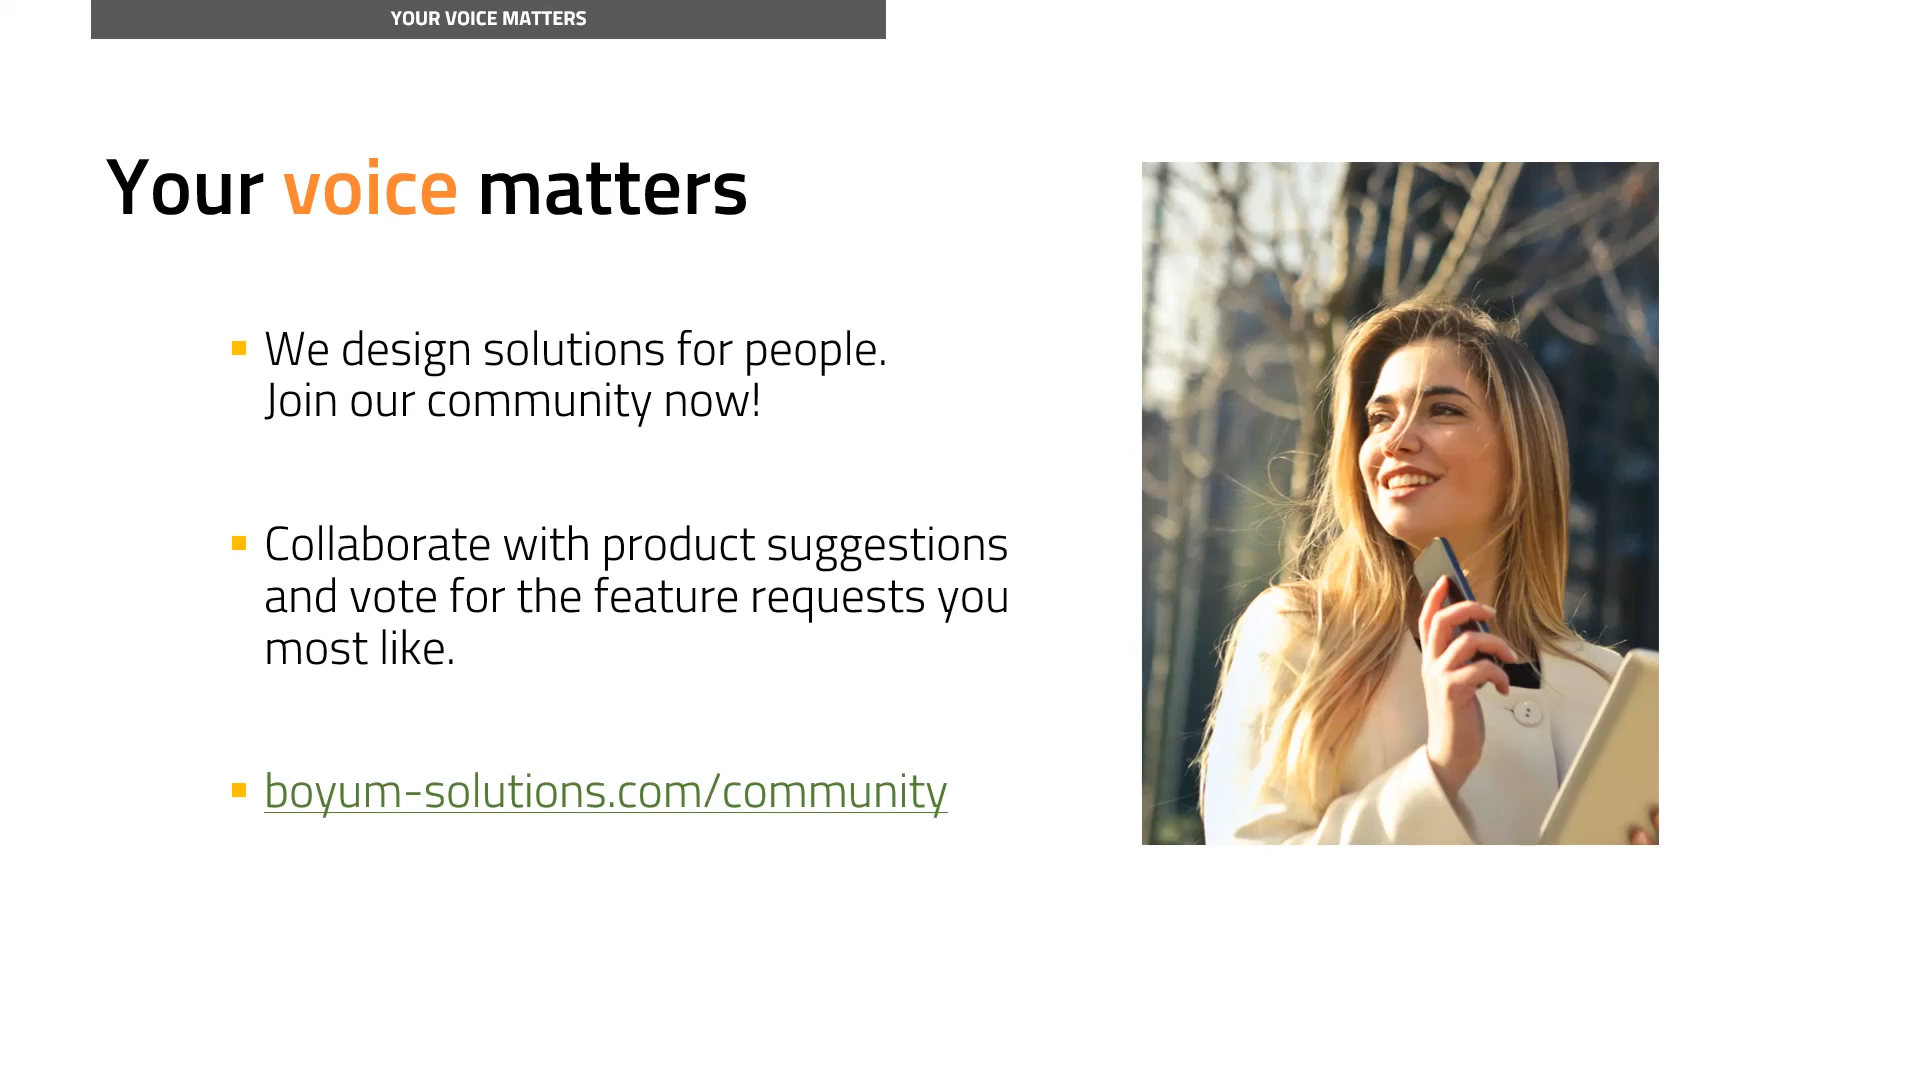 YOUR VOICE MATTERS
Your voice matters
We design solutions for people.
Join our community now!
Collaborate with product suggestions
and vote for the feature requests you
most like.
boyum-solutions.com/community